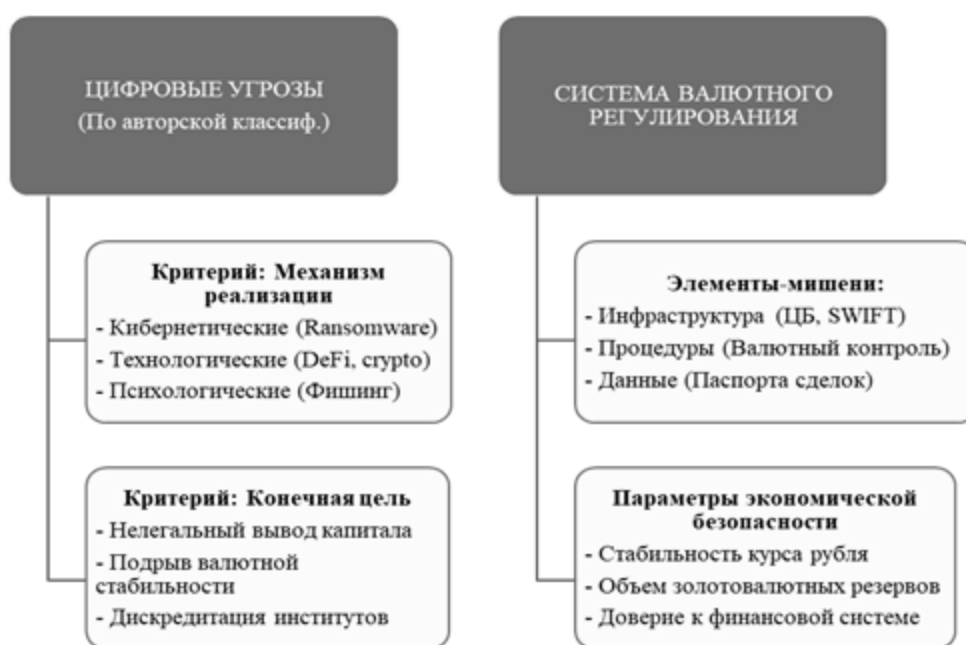 ЦИФРОВЫЕ УГРОЗЫ
(По авторской классиф.)
Критерий: Механизм
реализации
- Кибернетические (Ransomware)
- Технологические (DeFi, crypto)
- Психологические (Фишинг)
Критерий: Конечная цель
- Нелегальный вывод капитала
- Подрыв валютной
стабильности
- Дискредитация институтов
СИСТЕМА ВАЛЮТНОГО
РЕГУЛИРОВАНИЯ
Элементы-мишени:
- Инфраструктура (ЦБ, SWIFT)
- Процедуры (Валютный контроль)
- Данные (Паспорта сделок)
Параметры экономической
безопасности
- Стабильность курса рубля
- Объем золотовалютных резервов
- Доверие к финансовой системе